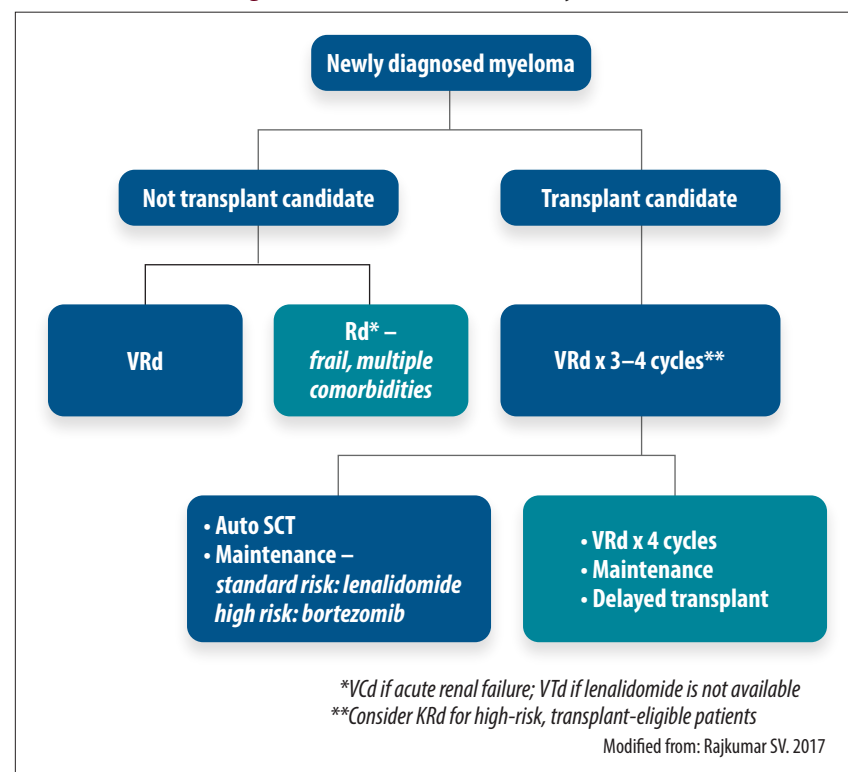 Newly diagnosed myeloma
Not transplant candidate
Transplant candidate
VRd
Rd* –
frail, multiple
comorbidities
VRd x 3–4 cycles**
• Auto SCT
• Maintenance –
standard risk: lenalidomide
high risk: bortezomib
• VRd x 4 cycles
• Maintenance
• Delayed transplant
*VCd if acute renal failure; VTd if lenalidomide is not available
**Consider KRd for high-risk, transplant-eligible patients
Modified from: Rajkumar SV. 2017